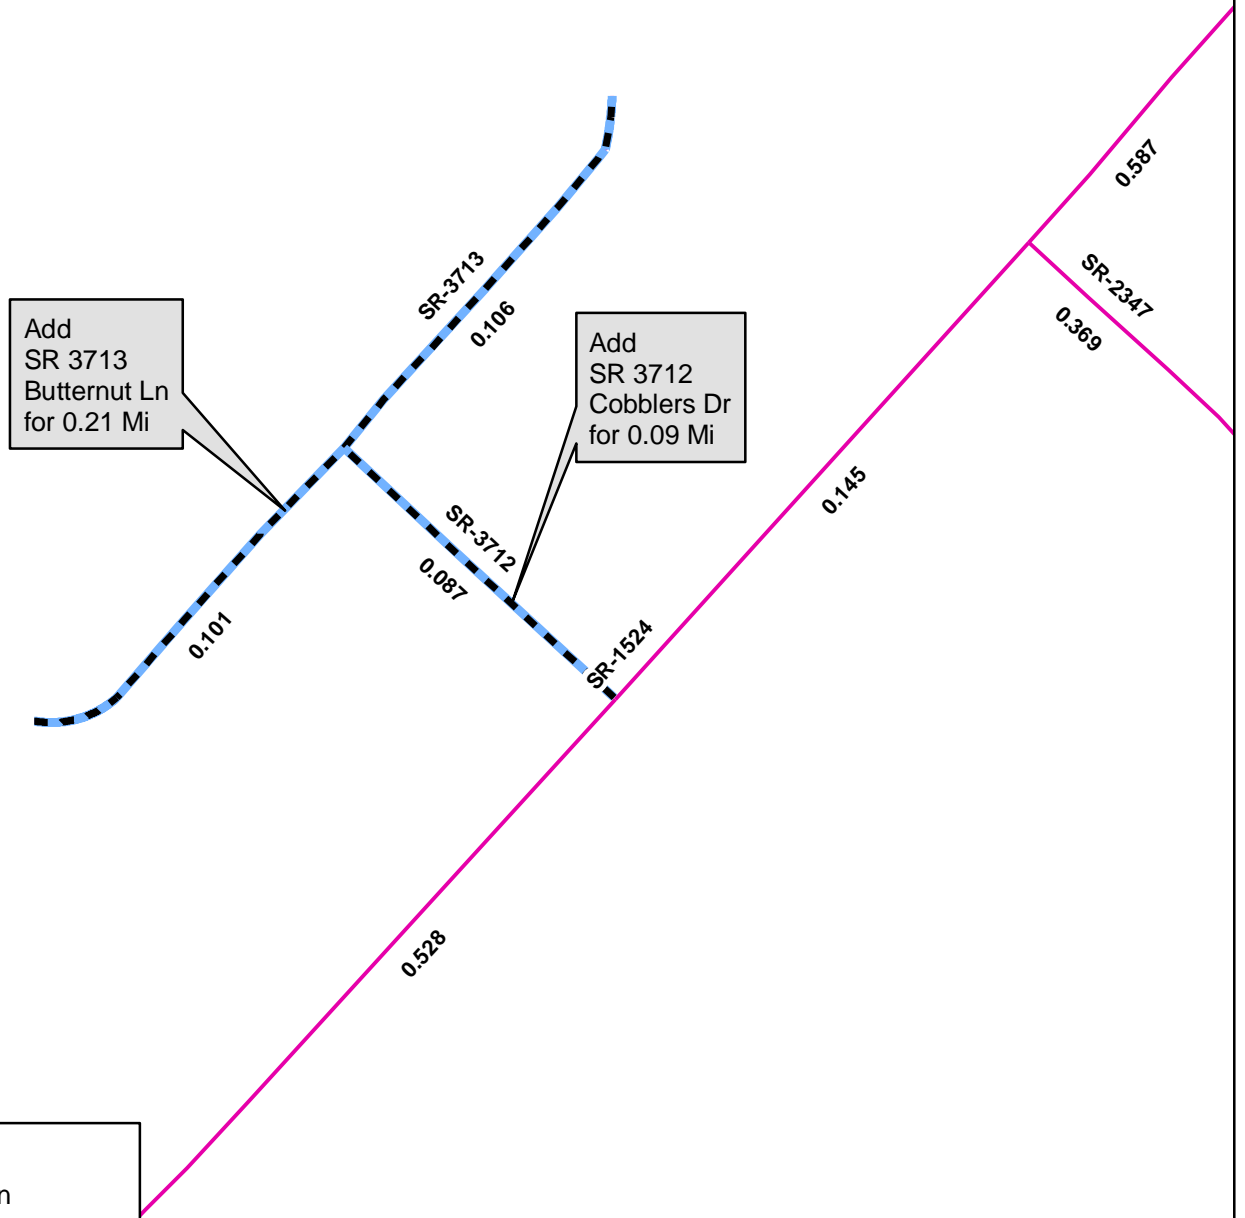 0.587
SR-2347
0.369
SR-3713
0.106
Add
SR 3713
Butternut Ln
for 0.21 Mi
Add
SR 3712
Cobblers Dr
for 0.09 Mi
0.145
SR-3712
0.087
0.101
SR-1524
0.528